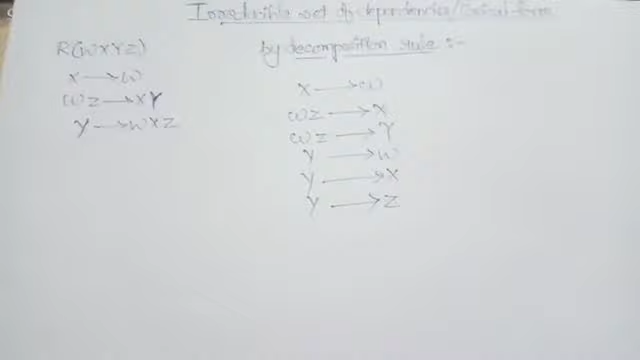 Irreducible set of dependencies/Canonical form
R(WXYZ)
X → W
WZ → XY
Y → WXZ
by decomposition rule :-
X → W
WZ → X
WZ → Y
Y → W
Y → X
Y → Z